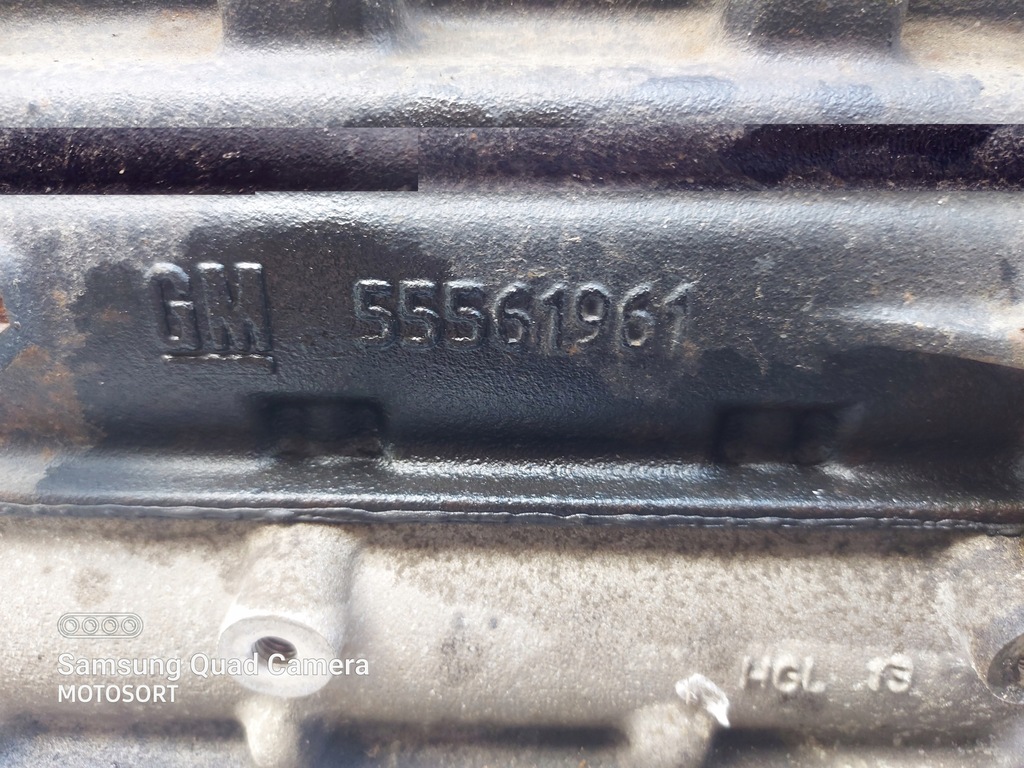 GM 55561961
HGL 13
Samsung Quad Camera
MOTOSORT